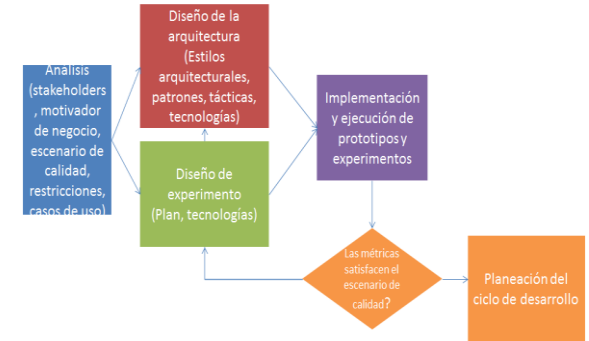 Análisis
(stakeholders
, motivador
de negocio,
escenario de
calidad,
restricciones,
casos de uso)
Diseño de la
arquitectura
(Estilos
arquitecturales,
patrones, tácticas,
tecnologías)
Diseño de
experimento
(Plan, tecnologías)
Implementación
y ejecución de
prototipos y
experimentos
Las métricas
satisfacen el
escenario de
calidad?
Planeación del
ciclo de desarrollo